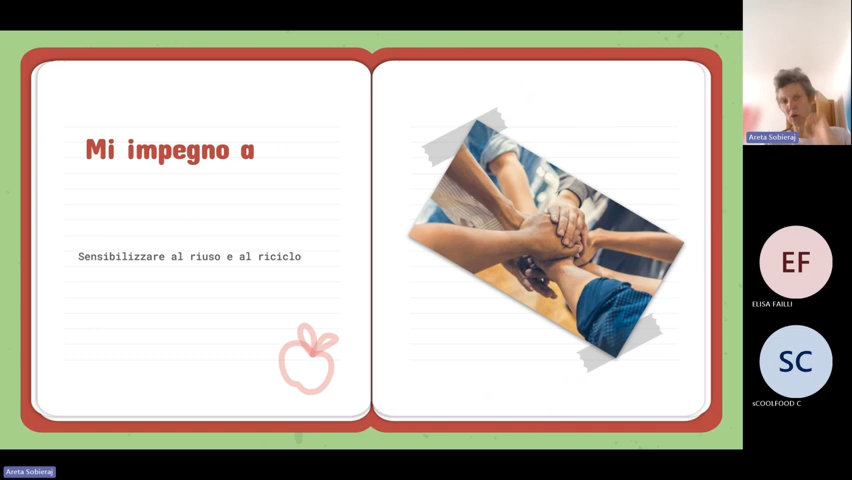 Mi impegno a
Sensibilizzare al riuso e al riciclo
Areta Sobieraj
EF
ELISA FAILLI
SC
sCOOLFOOD C
Areta Sobieraj